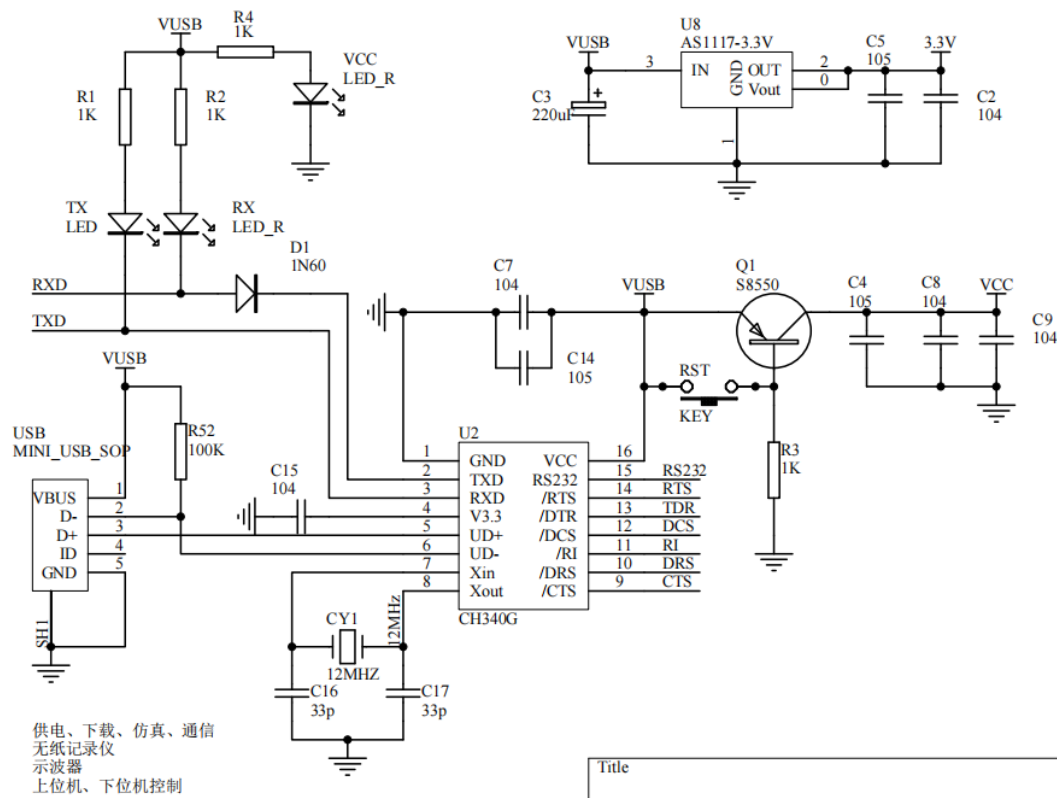 VUSB
R4
1K
VCC
LED_R
R1
1K
R2
1K
TX
LED
RX
LED_R
D1
1N60
RXD
TXD
U8
AS1117-3.3V
VUSB
3
IN
GND
OUT
Vout
2
0
1
C3
220uF
C5
105
3.3V
C2
104
C7
104
C14
105
VUSB
Q1
S8550
C4
105
C8
104
VCC
C9
104
RST
KEY
R3
1K
VUSB
R52
100K
USB
MINI_USB_SOP
VBUS 1
D- 2
D+ 3
ID 4
GND 5
SH1
C15
104
U2
1 GND VCC 16
2 TXD RS232 15 RS232
3 RXD /RTS 14 RTS
4 V3.3 /DTR 13 TDR
5 UD+ /DCS 12 DCS
6 UD- /RI 11 RI
7 Xin /DRS 10 DRS
8 Xout /CTS 9 CTS
CH340G
CY1
12MHZ
12MHz
C16
33p
C17
33p
供电、下载、仿真、通信
无纸记录仪
示波器
上位机、下位机控制
Title